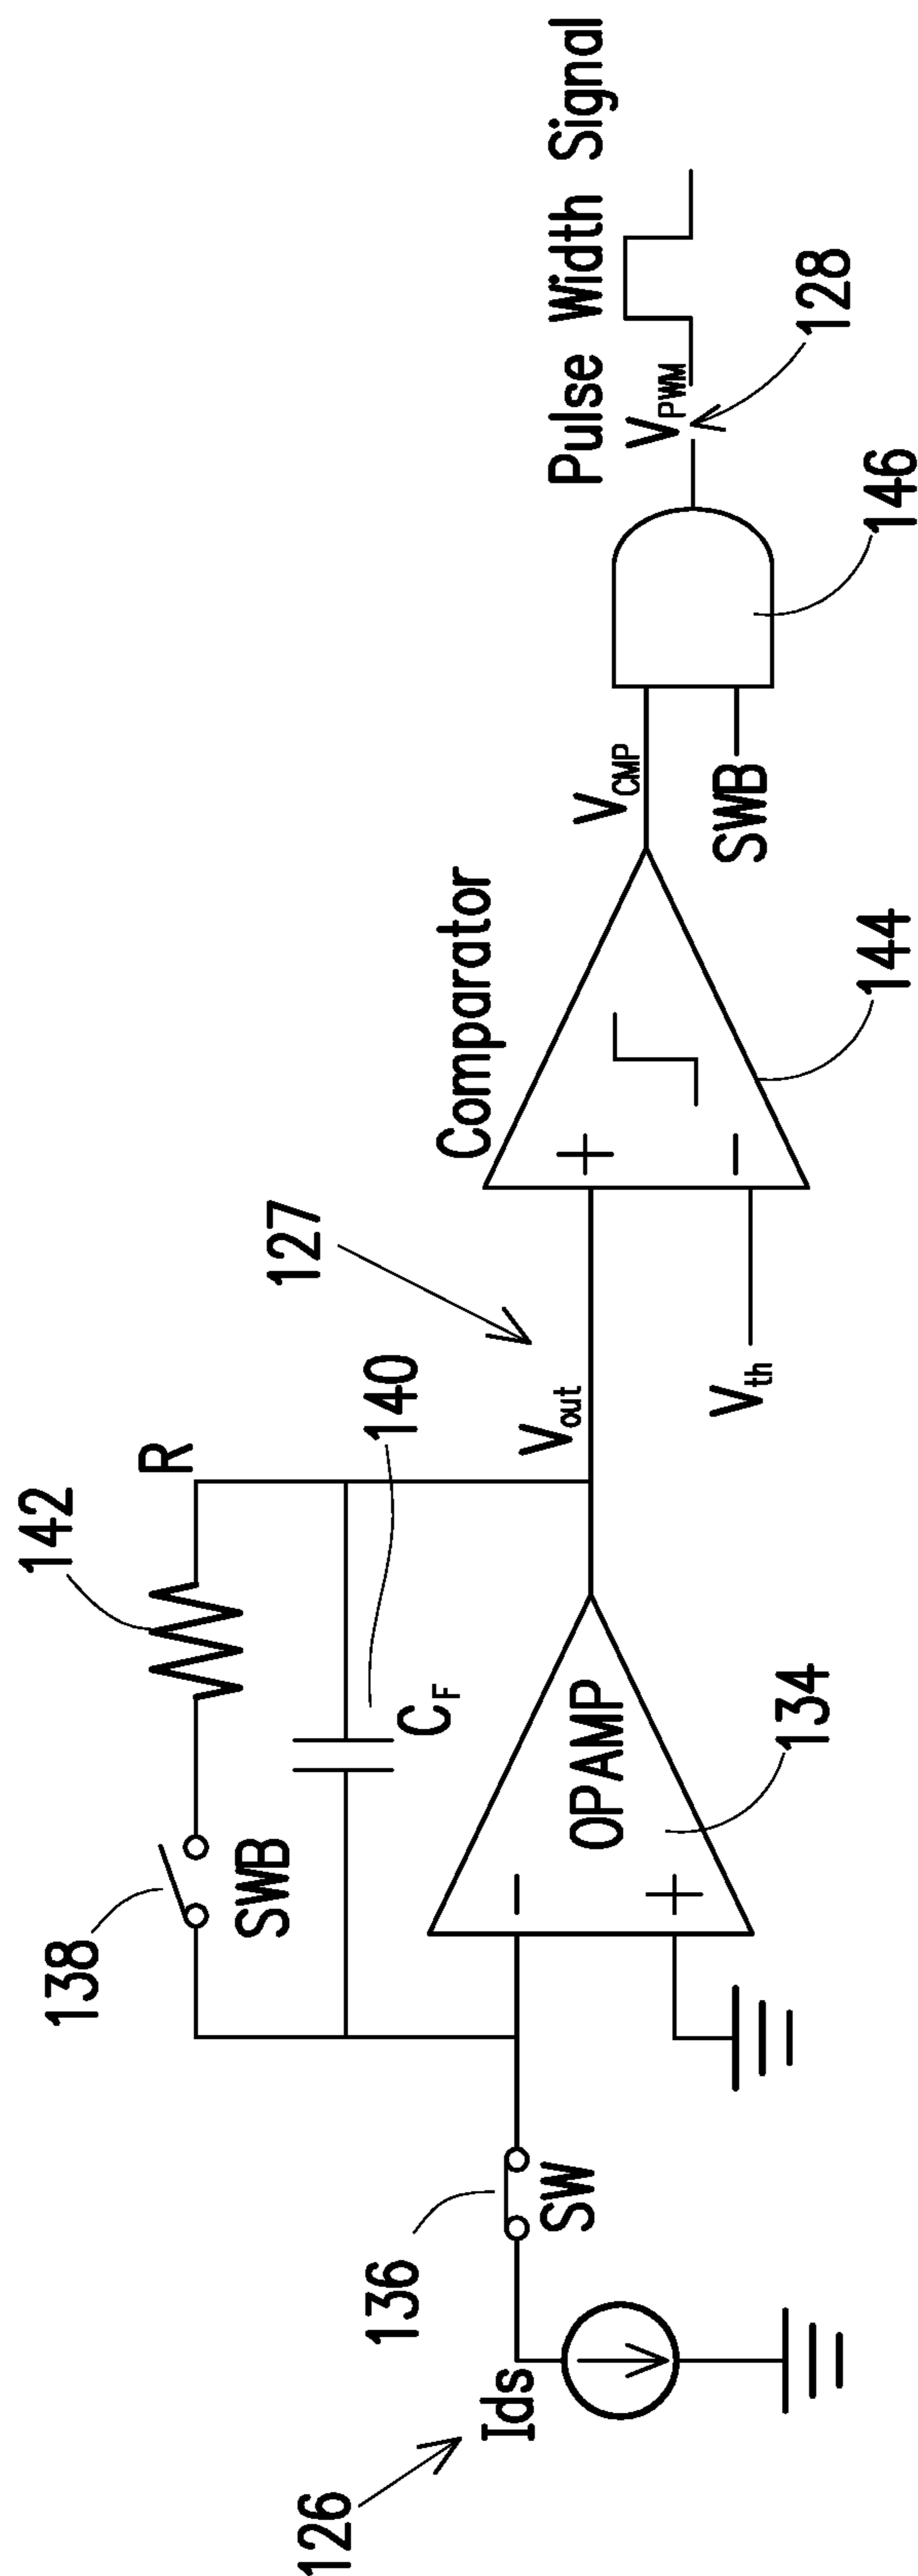 126
Ids
136
SW
138
SWB
142
R
C_F
140
OPAMP
134
V_out
127
V_th
Comparator
144
V_CMP
SWB
146
Pulse Width Signal
V_PWM
128